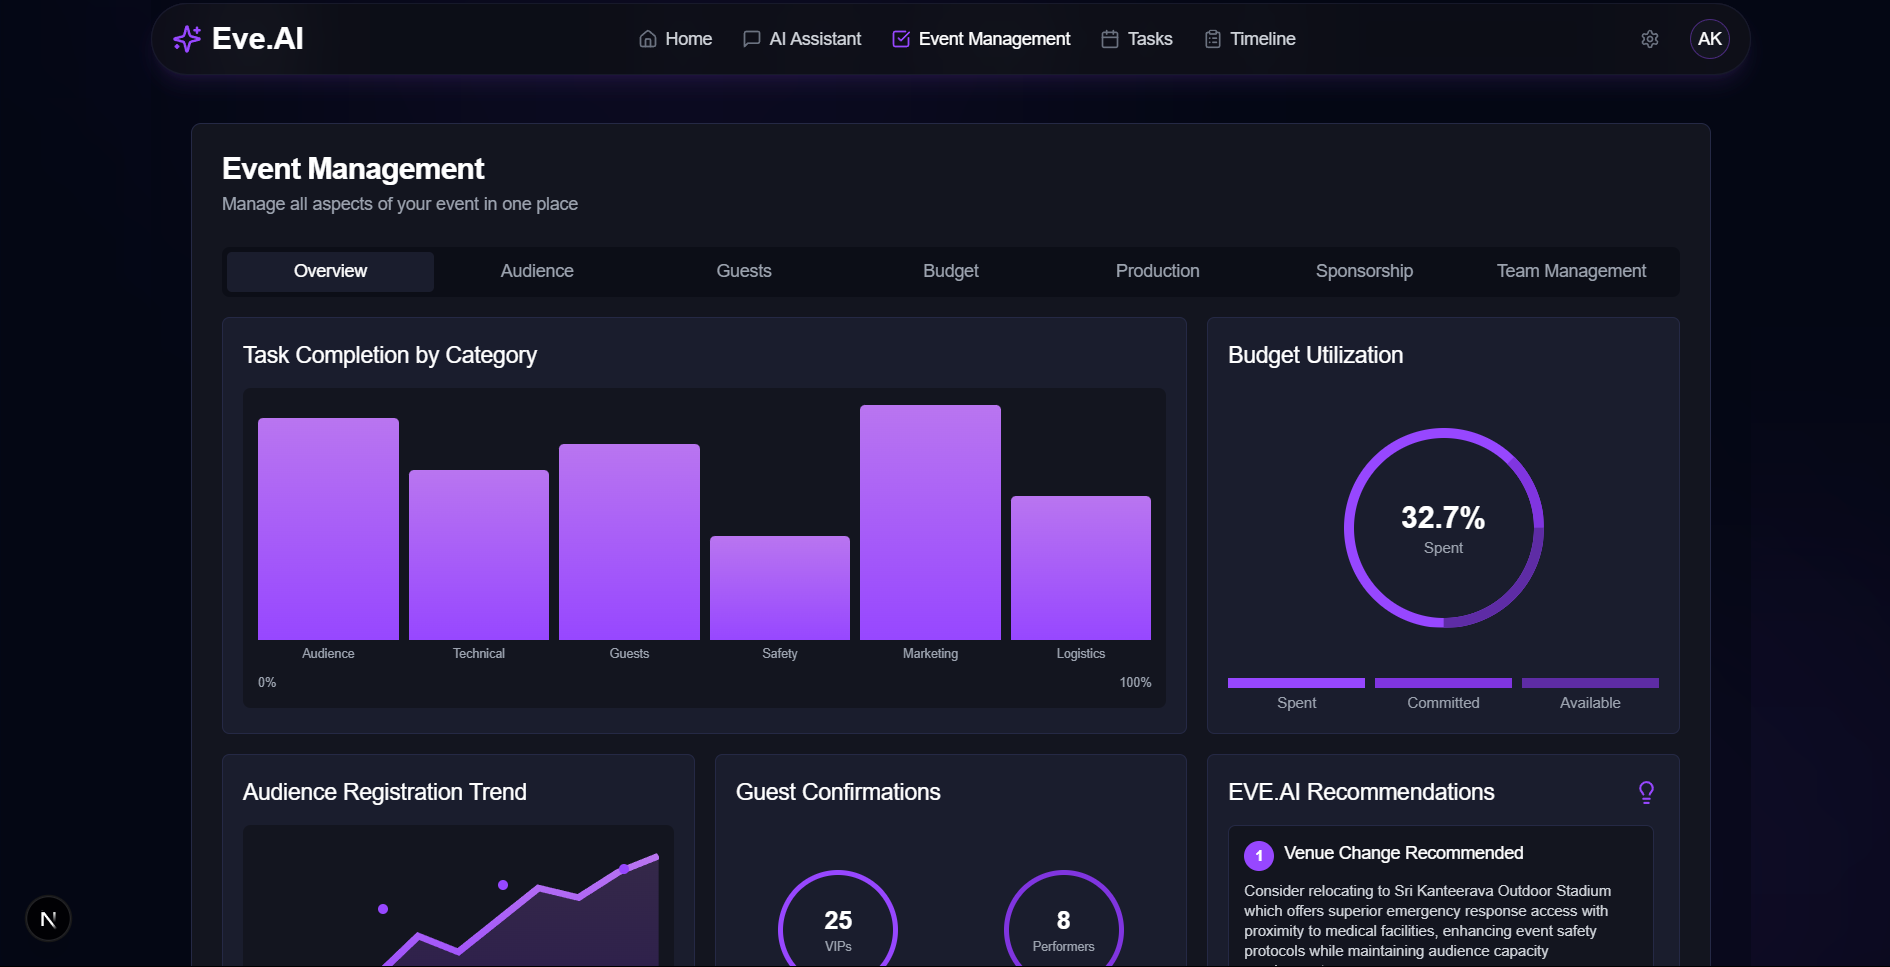 Eve.AI
Home
AI Assistant
Event Management
Tasks
Timeline
AK
Event Management
Manage all aspects of your event in one place
Overview
Audience
Guests
Budget
Production
Sponsorship
Team Management
Task Completion by Category
Audience
Technical
Guests
Safety
Marketing
Logistics
0%
100%
Budget Utilization
32.7%
Spent
Spent
Committed
Available
Audience Registration Trend
Guest Confirmations
25
VIPs
8
Performers
EVE.AI Recommendations
1
Venue Change Recommended
Consider relocating to Sri Kanteerava Outdoor Stadium
which offers superior emergency response access with
proximity to medical facilities, enhancing event safety
protocols while maintaining audience capacity
N